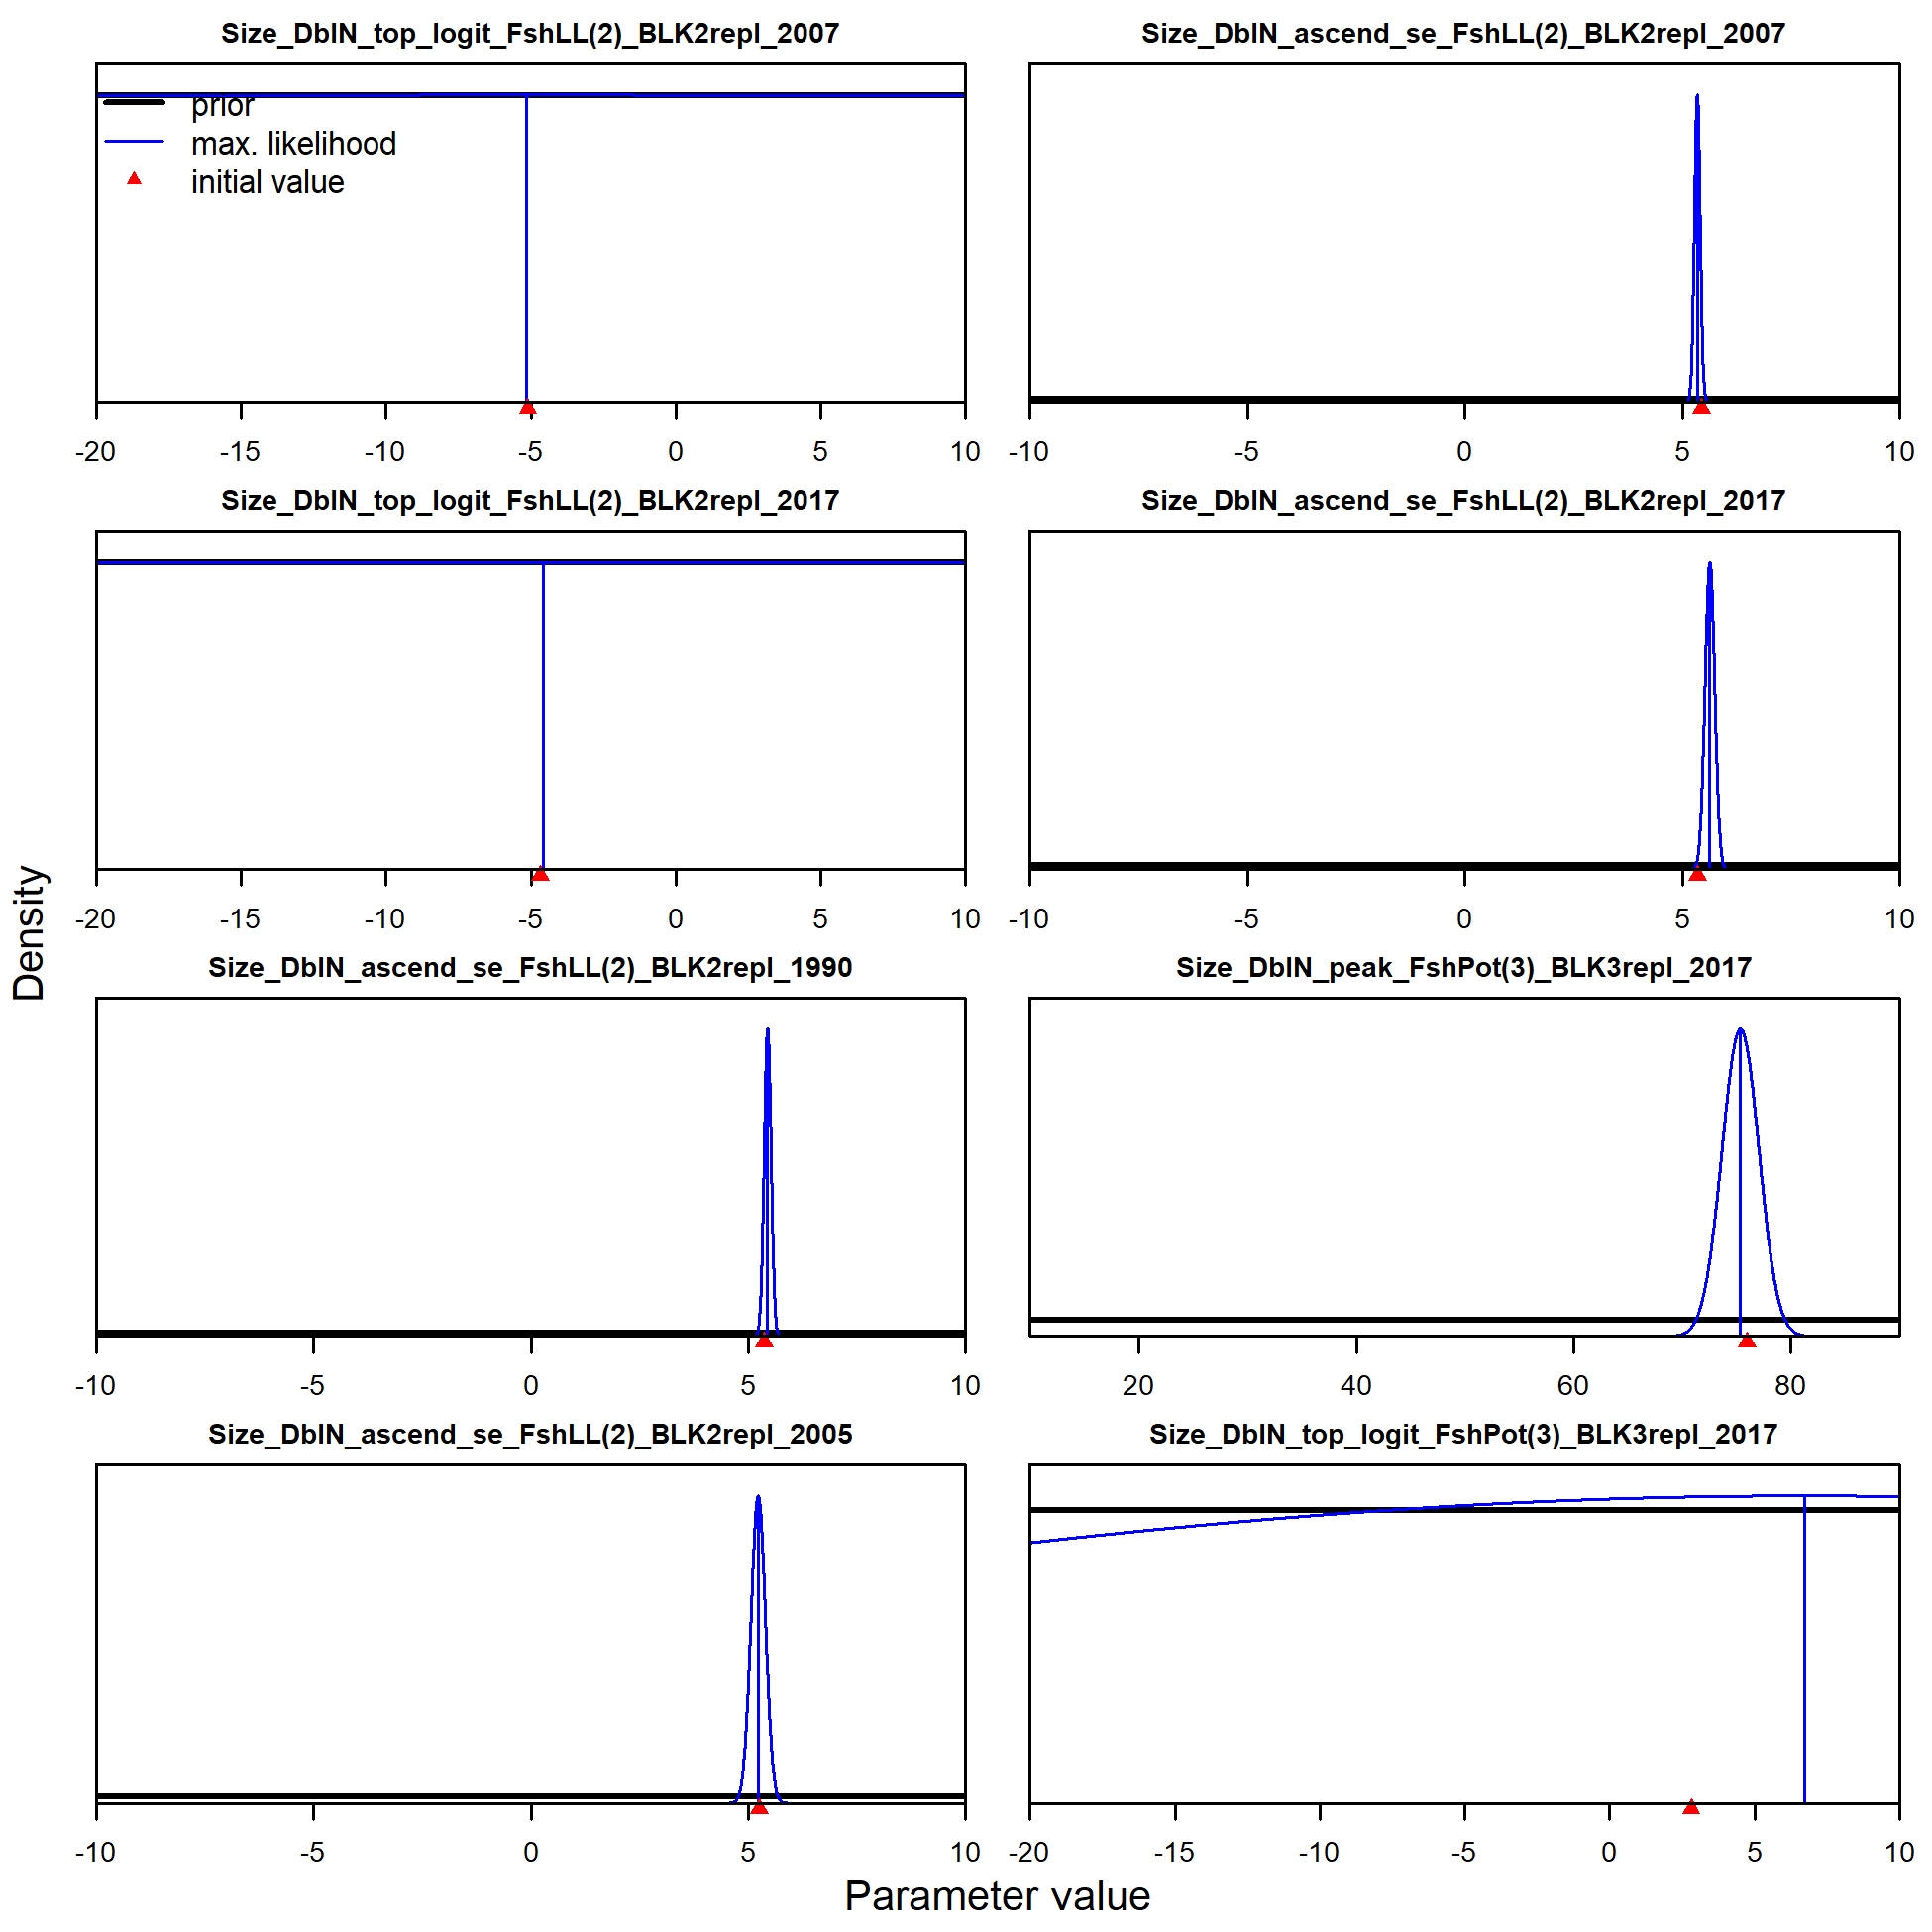 Size_DblN_top_logit_FshLL(2)_BLK2repl_2007
prior
max. likelihood
initial value
-20 -15 -10 -5 0 5 10
Size_DblN_ascend_se_FshLL(2)_BLK2repl_2007
-10 -5 0 5 10
Size_DblN_top_logit_FshLL(2)_BLK2repl_2017
-20 -15 -10 -5 0 5 10
Size_DblN_ascend_se_FshLL(2)_BLK2repl_2017
-10 -5 0 5 10
Density
Size_DblN_ascend_se_FshLL(2)_BLK2repl_1990
-10 -5 0 5 10
Size_DblN_peak_FshPot(3)_BLK3repl_2017
20 40 60 80
Size_DblN_ascend_se_FshLL(2)_BLK2repl_2005
-10 -5 0 5 10
Size_DblN_top_logit_FshPot(3)_BLK3repl_2017
-20 -15 -10 -5 0 5 10
Parameter value